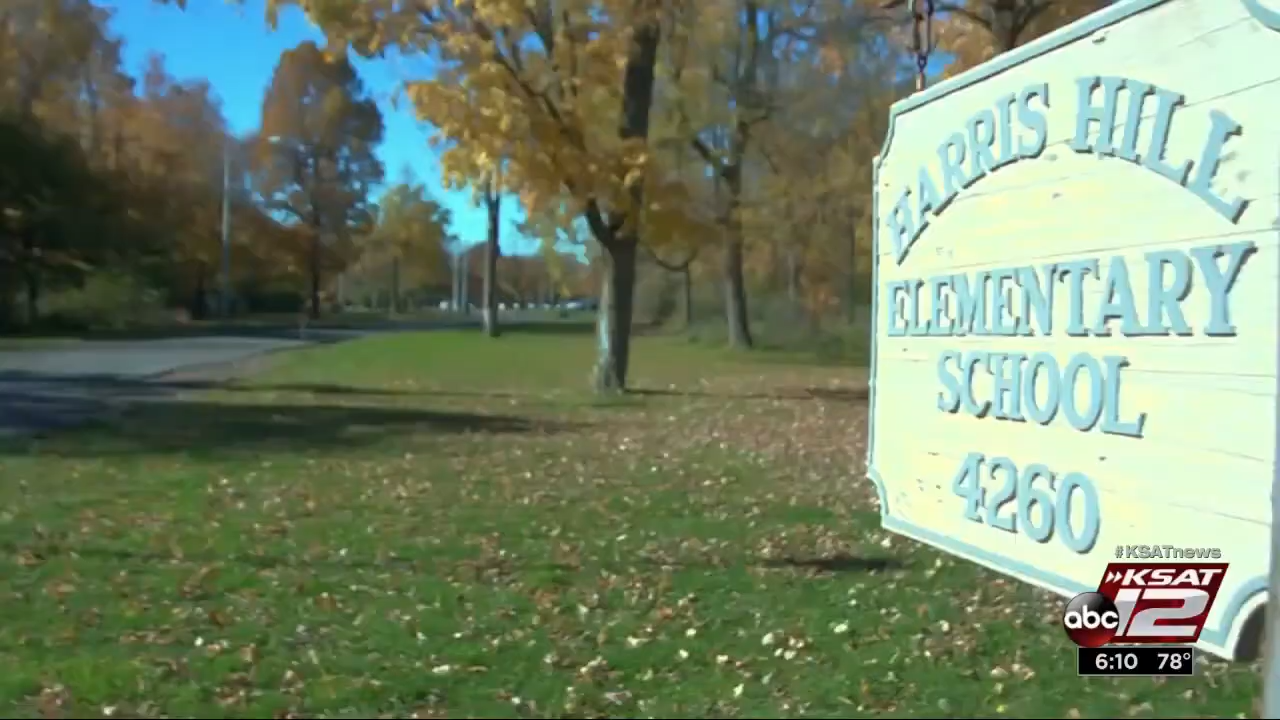 HARRIS HILL
ELEMENTARY
SCHOOL
4260
#KSATnews
KSAT
abc 12
6:10 78°